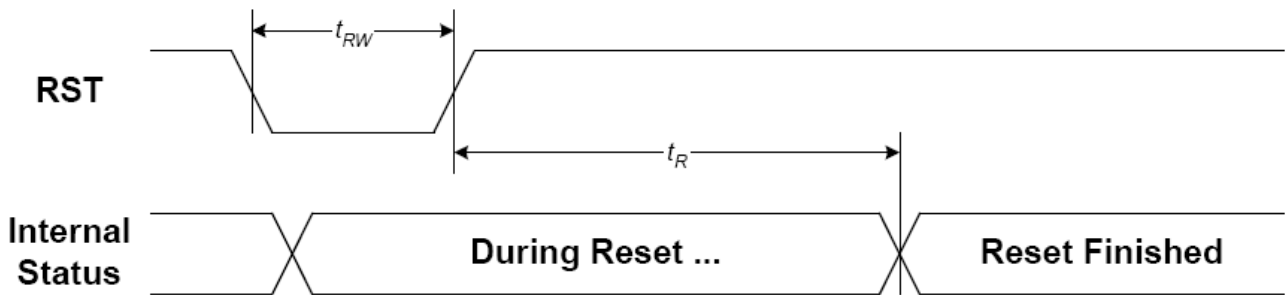 t_RW
RST
t_R
Internal
Status
During Reset ...
Reset Finished